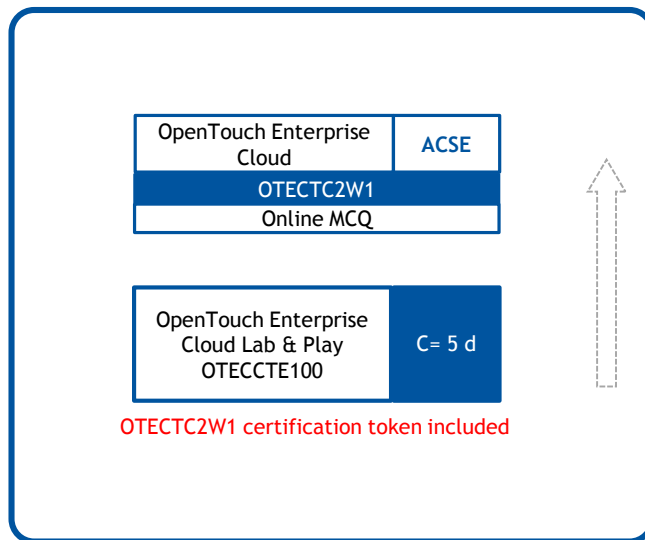 OpenTouch Enterprise
Cloud
ACSE
OTECTC2W1
Online MCQ
OpenTouch Enterprise
Cloud Lab & Play
OTECCTE100
C= 5 d
OTECTC2W1 certification token included